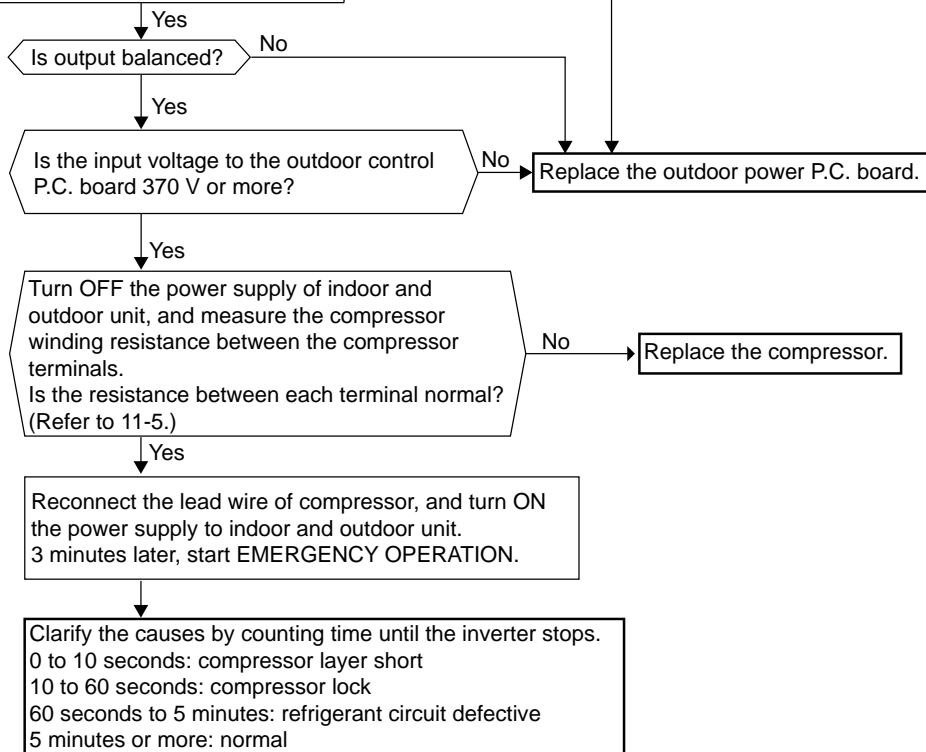 Yes
Is output balanced?
No
Yes
Is the input voltage to the outdoor control
P.C. board 370 V or more?
No
Replace the outdoor power P.C. board.
Yes
Turn OFF the power supply of indoor and
outdoor unit, and measure the compressor
winding resistance between the compressor
terminals.
Is the resistance between each terminal normal?
(Refer to 11-5.)
No
Replace the compressor.
Yes
Reconnect the lead wire of compressor, and turn ON
the power supply to indoor and outdoor unit.
3 minutes later, start EMERGENCY OPERATION.
Clarify the causes by counting time until the inverter stops.
0 to 10 seconds: compressor layer short
10 to 60 seconds: compressor lock
60 seconds to 5 minutes: refrigerant circuit defective
5 minutes or more: normal